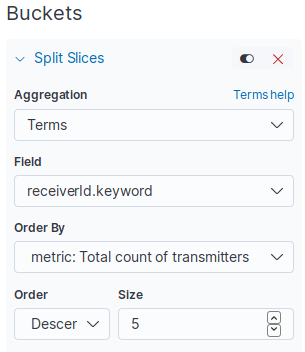 Buckets
Split Slices
Aggregation Terms help
Terms
Field
receiverId.keyword
Order By
metric: Total count of transmitters
Order Size
Descer 5